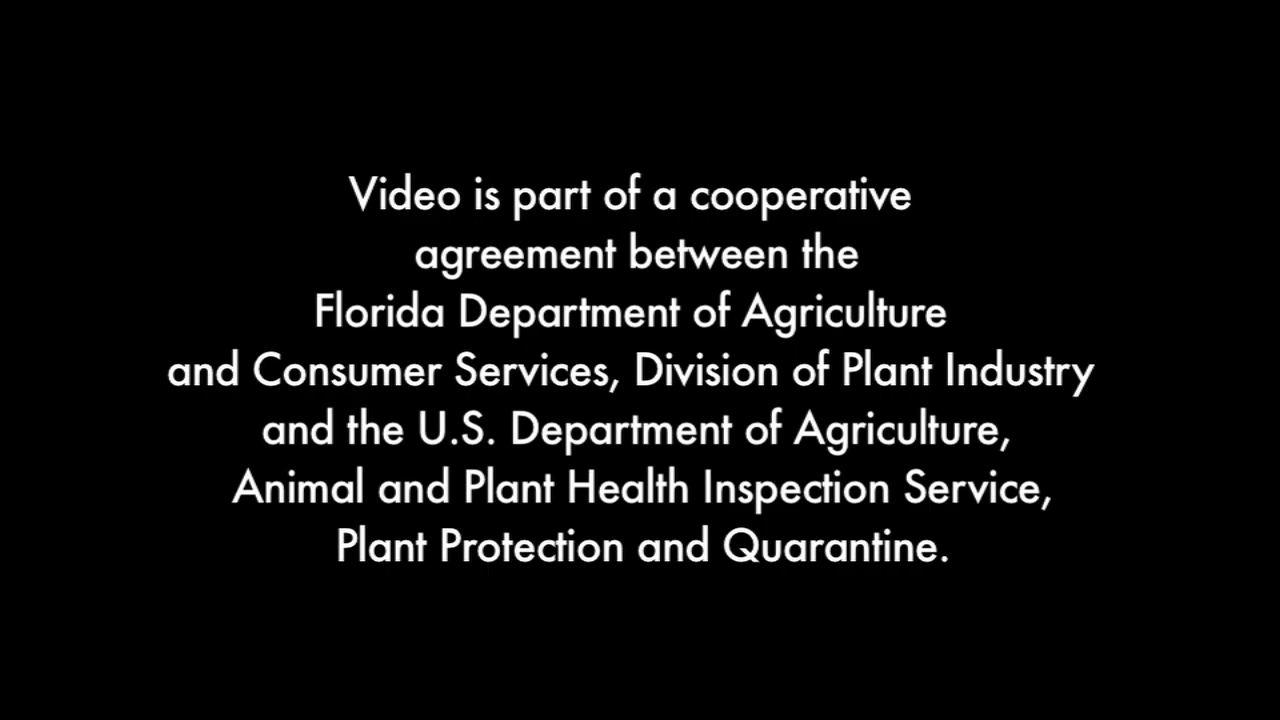 Video is part of a cooperative
agreement between the
Florida Department of Agriculture
and Consumer Services, Division of Plant Industry
and the U.S. Department of Agriculture,
Animal and Plant Health Inspection Service,
Plant Protection and Quarantine.